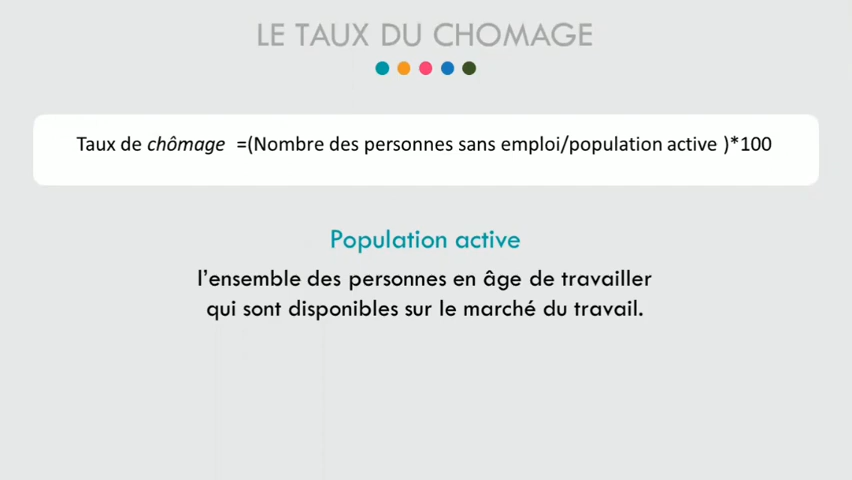 LE TAUX DU CHOMAGE
Taux de chômage =(Nombre des personnes sans emploi/population active )*100
Population active
l’ensemble des personnes en âge de travailler
qui sont disponibles sur le marché du travail.